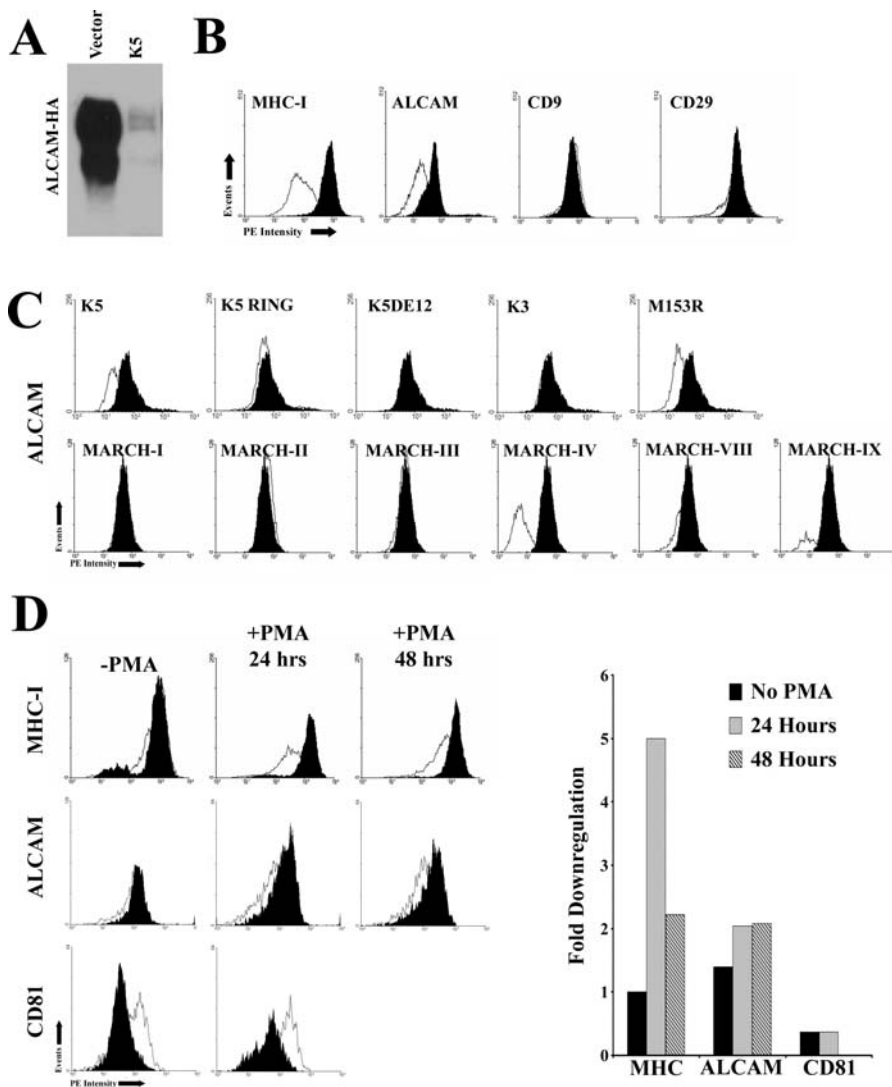 A
Vector
K5
ALCAM-HA
B
MHC-I
ALCAM
CD9
CD29
512
Events
PE Intensity
C
K5
K5 RING
K5DE12
K3
M153R
256
ALCAM
MARCH-I
MARCH-II
MARCH-III
MARCH-IV
MARCH-VIII
MARCH-IX
128
Events
PE Intensity
D
-PMA
+PMA
24 hrs
+PMA
48 hrs
MHC-I
ALCAM
CD81
Events
PE Intensity
Fold Downregulation
6
5
4
3
2
1
0
No PMA
24 Hours
48 Hours
MHC
ALCAM
CD81